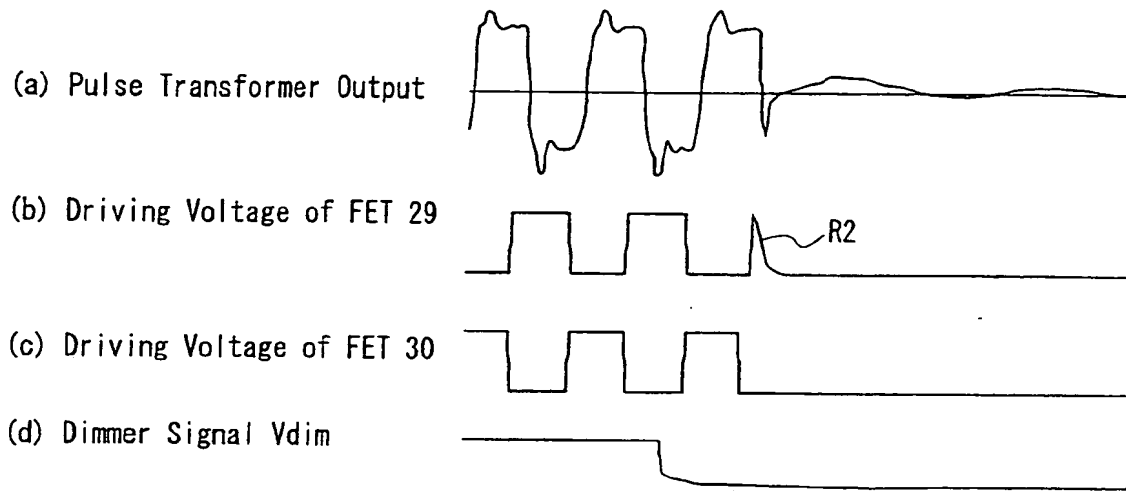 (a) Pulse Transformer Output
(b) Driving Voltage of FET 29
R2
(c) Driving Voltage of FET 30
(d) Dimmer Signal Vdim